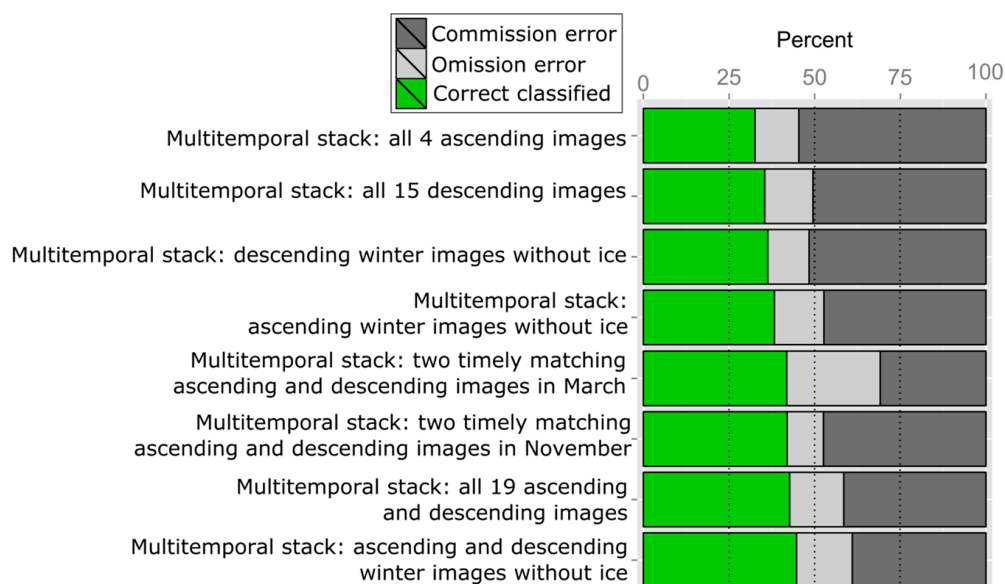 Commission error
Omission error
Correct classified
Percent
0 25 50 75 100
Multitemporal stack: all 4 ascending images
Multitemporal stack: all 15 descending images
Multitemporal stack: descending winter images without ice
Multitemporal stack:
ascending winter images without ice
Multitemporal stack: two timely matching
ascending and descending images in March
Multitemporal stack: two timely matching
ascending and descending images in November
Multitemporal stack: all 19 ascending
and descending images
Multitemporal stack: ascending and descending
winter images without ice